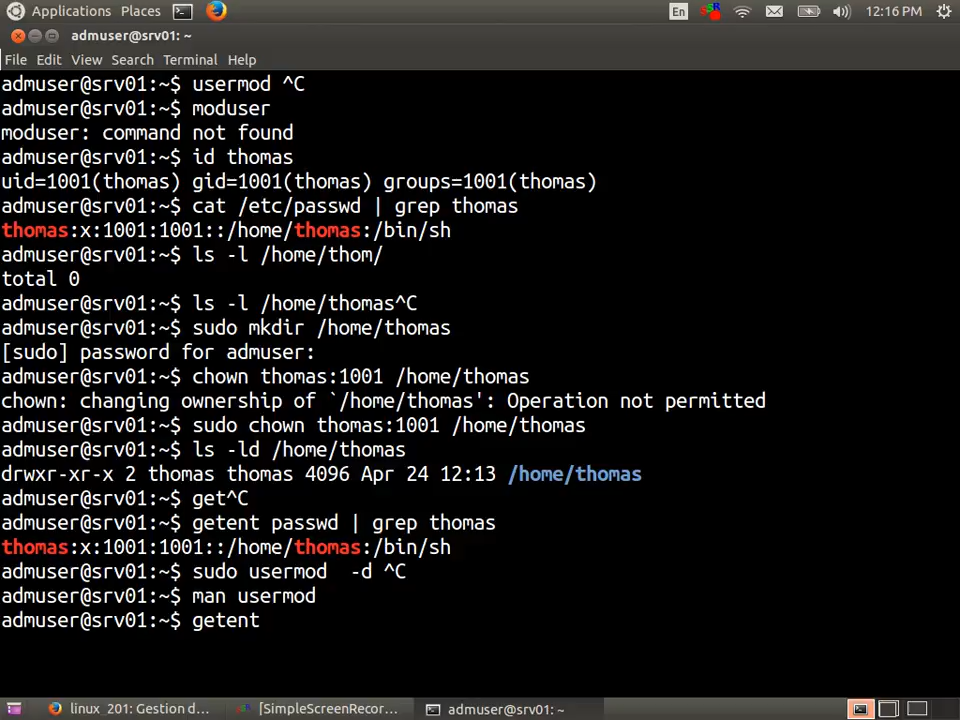 Applications Places En 12:16 PM
admuser@srv01: ~
File Edit View Search Terminal Help
admuser@srv01:~$ usermod ^C
admuser@srv01:~$ moduser
moduser: command not found
admuser@srv01:~$ id thomas
uid=1001(thomas) gid=1001(thomas) groups=1001(thomas)
admuser@srv01:~$ cat /etc/passwd | grep thomas
thomas:x:1001:1001::/home/thomas:/bin/sh
admuser@srv01:~$ ls -l /home/thom/
total 0
admuser@srv01:~$ ls -l /home/thomas^C
admuser@srv01:~$ sudo mkdir /home/thomas
[sudo] password for admuser:
admuser@srv01:~$ chown thomas:1001 /home/thomas
chown: changing ownership of `/home/thomas': Operation not permitted
admuser@srv01:~$ sudo chown thomas:1001 /home/thomas
admuser@srv01:~$ ls -ld /home/thomas
drwxr-xr-x 2 thomas thomas 4096 Apr 24 12:13 /home/thomas
admuser@srv01:~$ get^C
admuser@srv01:~$ getent passwd | grep thomas
thomas:x:1001:1001::/home/thomas:/bin/sh
admuser@srv01:~$ sudo usermod  -d ^C
admuser@srv01:~$ man usermod
admuser@srv01:~$ getent
linux_201: Gestion d... [SimpleScreenRecor... admuser@srv01: ~